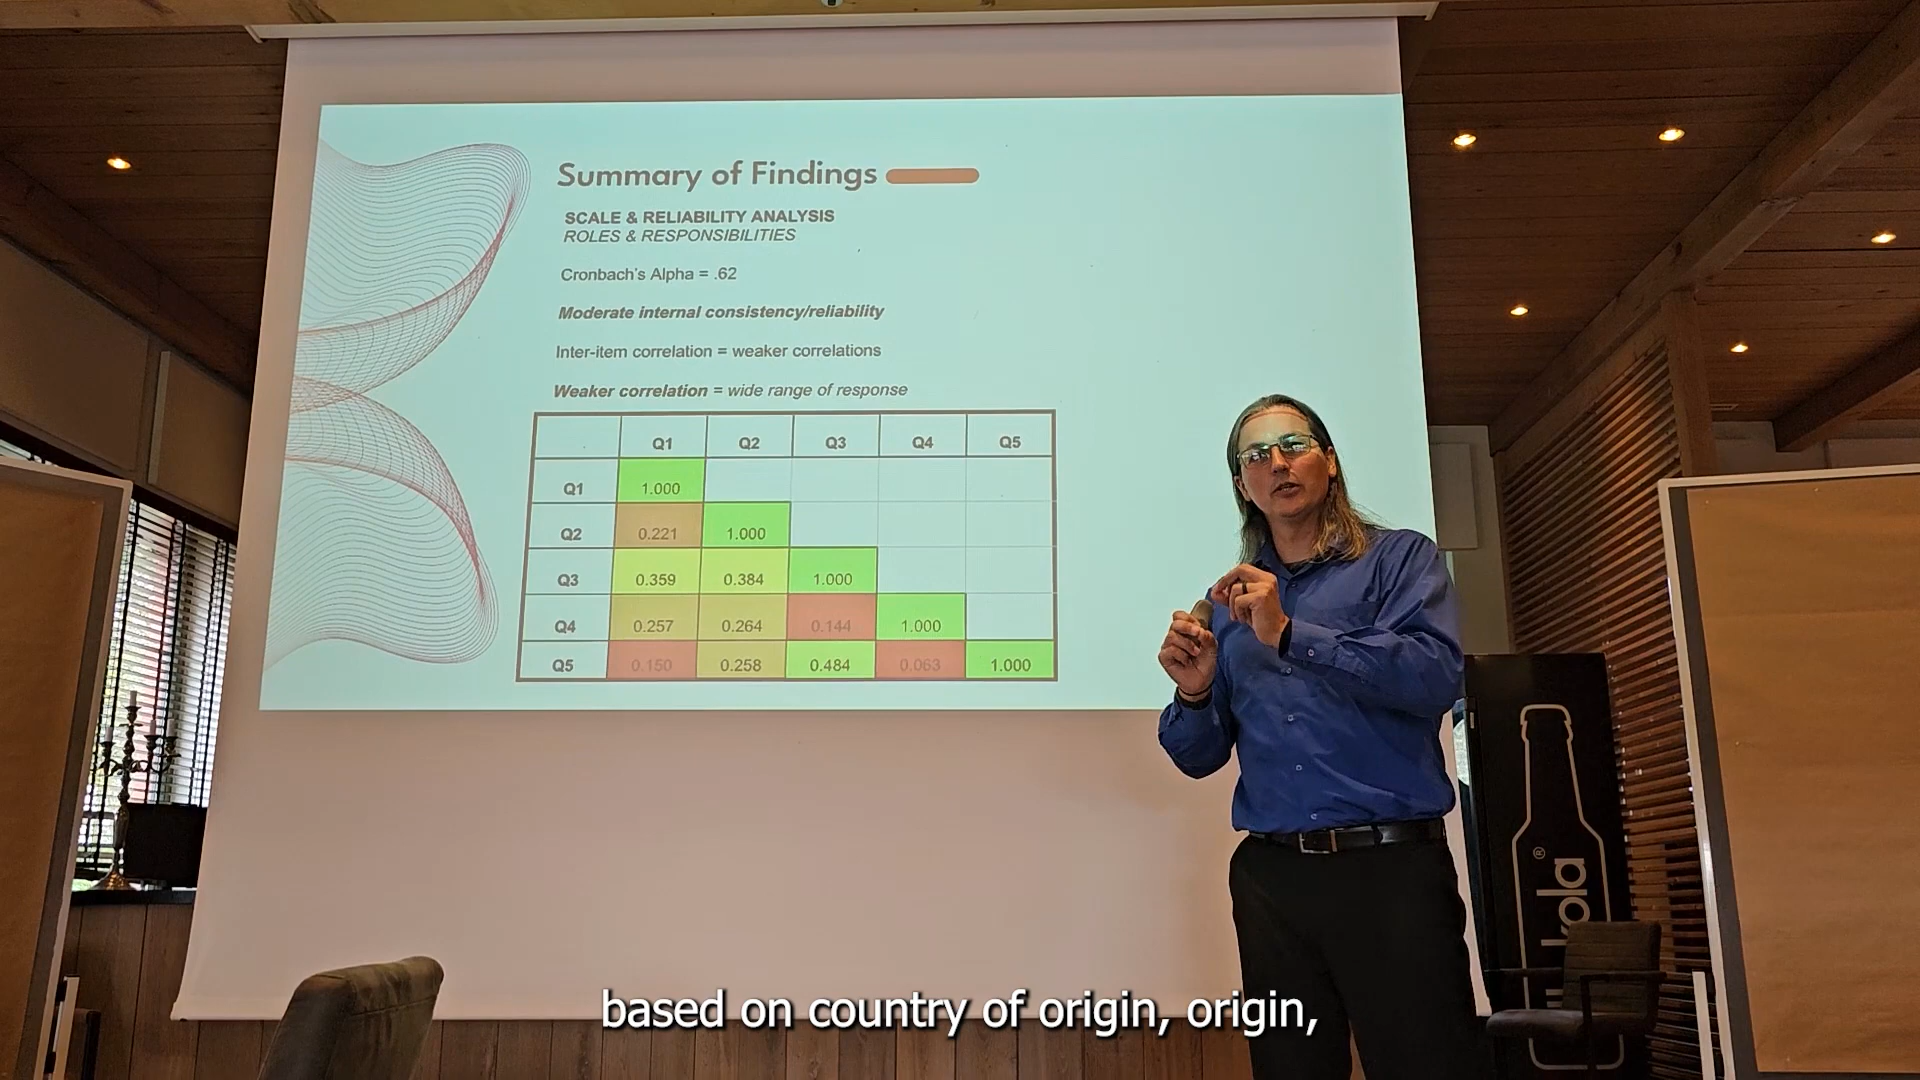 Summary of Findings
SCALE & RELIABILITY ANALYSIS
ROLES & RESPONSIBILITIES
Cronbach's Alpha = .62
Moderate internal consistency/reliability
Inter-item correlation = weaker correlations
Weaker correlation = wide range of response
Q1 Q2 Q3 Q4 Q5
Q1 1.000
Q2 0.221 1.000
Q3 0.359 0.384 1.000
Q4 0.257 0.264 0.144 1.000
Q5 0.150 0.258 0.484 0.063 1.000
based on country of origin, origin,